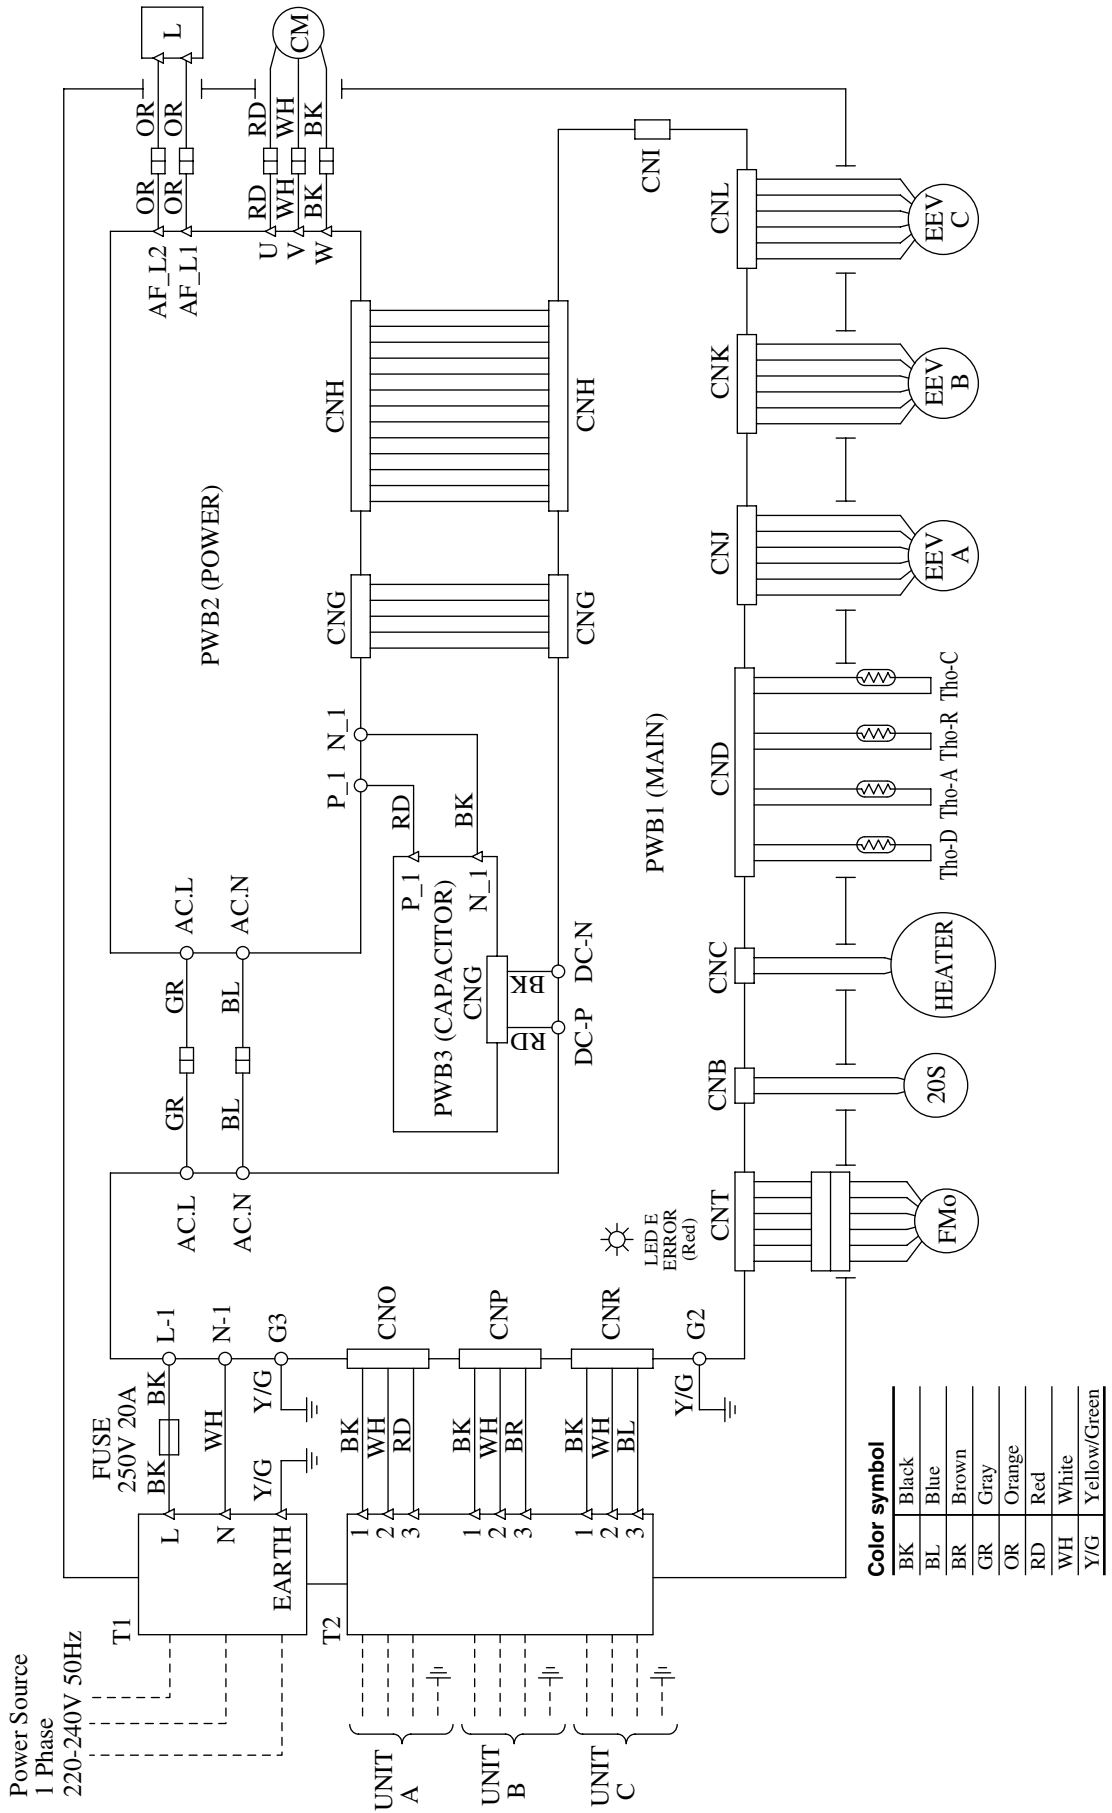 Power Source
1 Phase
220-240V 50Hz
T1
L
N
EARTH
FUSE
250V 20A
BK
BK
WH
Y/G
Y/G
L-1
N-1
G3
T2
UNIT
A
UNIT
B
UNIT
C
1
2
3
1
2
3
1
2
3
BK
WH
RD
BK
WH
BR
BK
WH
BL
CNO
CNP
CNR
Y/G
G2
AC.L
AC.N
GR
BL
GR
BL
AC.L
AC.N
PWB2 (POWER)
AF_L2
AF_L1
OR
OR
OR
OR
L
U
V
W
RD
WH
BK
RD
WH
BK
CM
P_1
N_1
RD
BK
P_1
N_1
PWB3 (CAPACITOR)
CNG
RD
BK
DC-P
DC-N
CNG
CNG
CNH
CNH
CNI
LED E
ERROR
(Red)
PWB1 (MAIN)
CNT
CNB
CNC
CND
CNJ
CNK
CNL
FMo
20S
HEATER
Tho-D
Tho-A
Tho-R
Tho-C
EEV
A
EEV
B
EEV
C
Color symbol
BK Black
BL Blue
BR Brown
GR Gray
OR Orange
RD Red
WH White
Y/G Yellow/Green